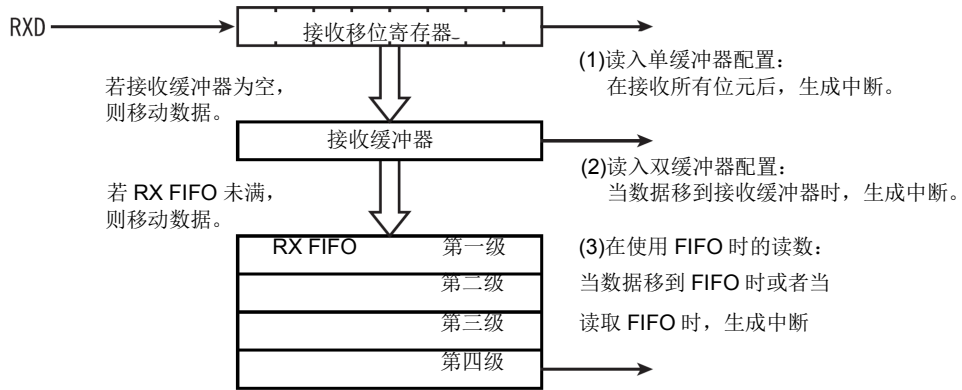 RXD
接收移位寄存器
(1)读入单缓冲器配置：
在接收所有位元后，生成中断。
若接收缓冲器为空，
则移动数据。
接收缓冲器
(2)读入双缓冲器配置：
当数据移到接收缓冲器时，生成中断。
若 RX FIFO 未满，
则移动数据。
RX FIFO 第一级
第二级
第三级
第四级
(3)在使用 FIFO 时的读数：
当数据移到 FIFO 时或者当
读取 FIFO 时，生成中断